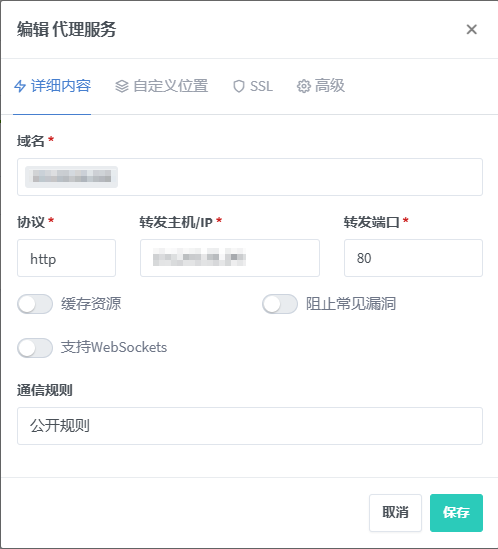 编辑 代理服务
详细内容 自定义位置 SSL 高级
域名 *
协议 * 转发主机/IP * 转发端口 *
http 80
缓存资源 阻止常见漏洞
支持WebSockets
通信规则
公开规则
取消 保存